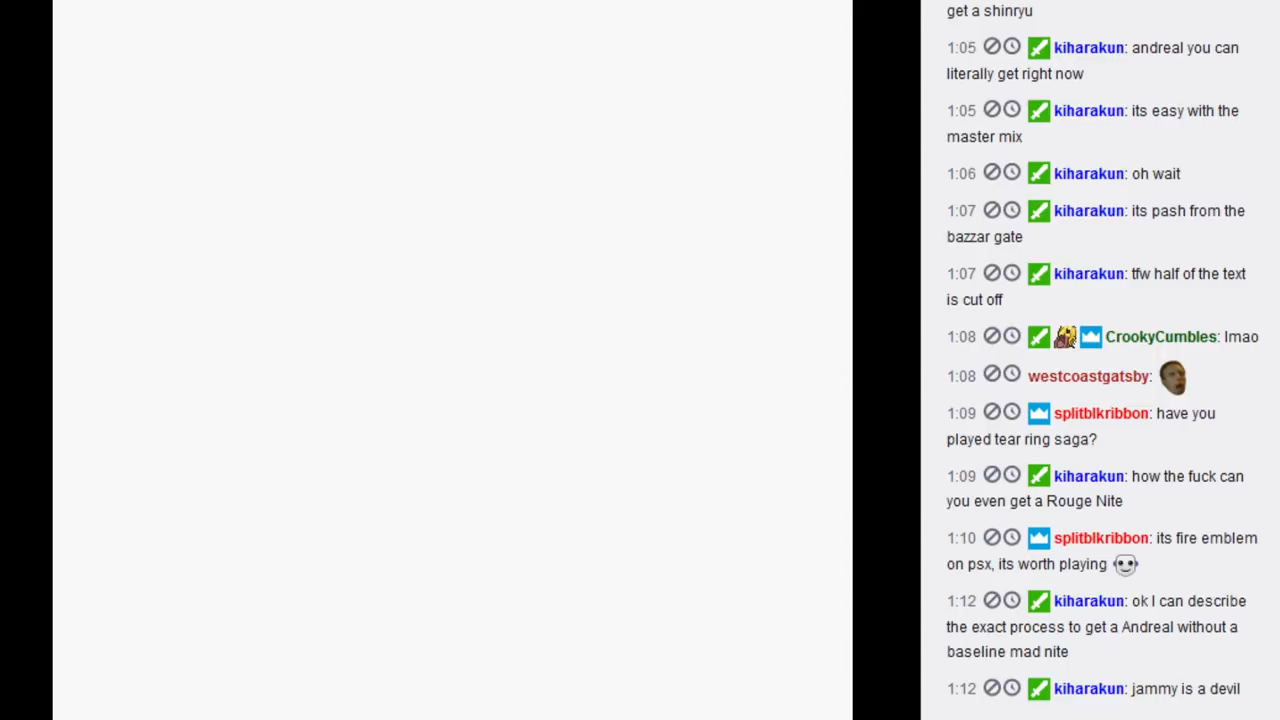 get a shinryu
1:05 kiharakun: andreal you can
literally get right now
1:05 kiharakun: its easy with the
master mix
1:06 kiharakun: oh wait
1:07 kiharakun: its pash from the
bazzar gate
1:07 kiharakun: tfw half of the text
is cut off
1:08 CrookyCumbles: lmao
1:08 westcoastgatsby:
1:09 splitblkribbon: have you
played tear ring saga?
1:09 kiharakun: how the fuck can
you even get a Rouge Nite
1:10 splitblkribbon: its fire emblem
on psx, its worth playing
1:12 kiharakun: ok I can describe
the exact process to get a Andreal without a
baseline mad nite
1:12 kiharakun: jammy is a devil